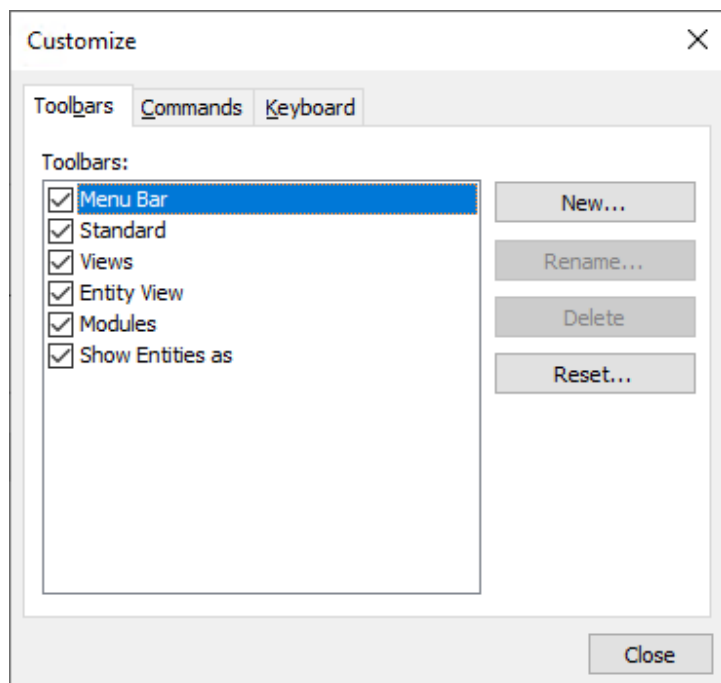 Customize
Toolbars Commands Keyboard
Toolbars:
Menu Bar
Standard
Views
Entity View
Modules
Show Entities as
New...
Rename...
Delete
Reset...
Close